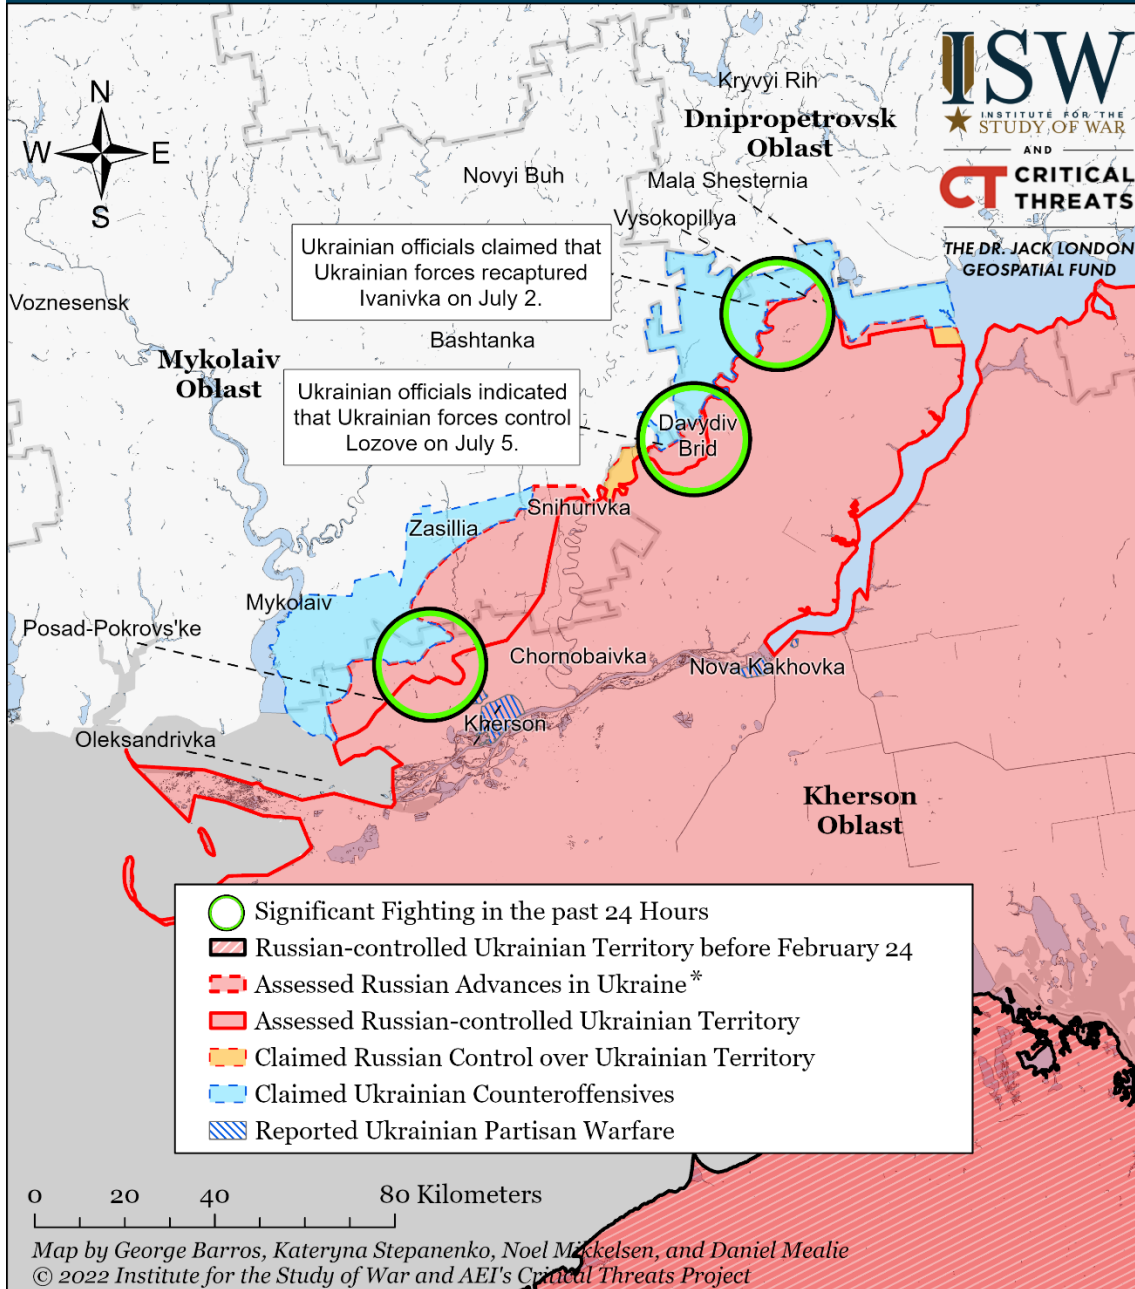 N
W
E
S
Kryvyi Rih
Dnipropetrovsk
Oblast
ISW
INSTITUTE FOR THE
STUDY OF WAR
AND
CT CRITICAL
THREATS
THE DR. JACK LONDON
GEOSPATIAL FUND
Novyi Buh
Mala Shesternia
Vysokopillya
Ukrainian officials claimed that
Ukrainian forces recaptured
Ivanivka on July 2.
Voznesensk
Bashtanka
Mykolaiv
Oblast
Ukrainian officials indicated
that Ukrainian forces control
Lozove on July 5.
Davydiv
Brid
Snihurivka
Zasillia
Mykolaiv
Posad-Pokrovs'ke
Chornobaivka
Nova Kakhovka
Kherson
Oleksandrivka
Kherson
Oblast
Significant Fighting in the past 24 Hours
Russian-controlled Ukrainian Territory before February 24
Assessed Russian Advances in Ukraine*
Assessed Russian-controlled Ukrainian Territory
Claimed Russian Control over Ukrainian Territory
Claimed Ukrainian Counteroffensives
Reported Ukrainian Partisan Warfare
0 20 40 80 Kilometers
Map by George Barros, Kateryna Stepanenko, Noel Mikkelsen, and Daniel Mealie
© 2022 Institute for the Study of War and AEI's Critical Threats Project